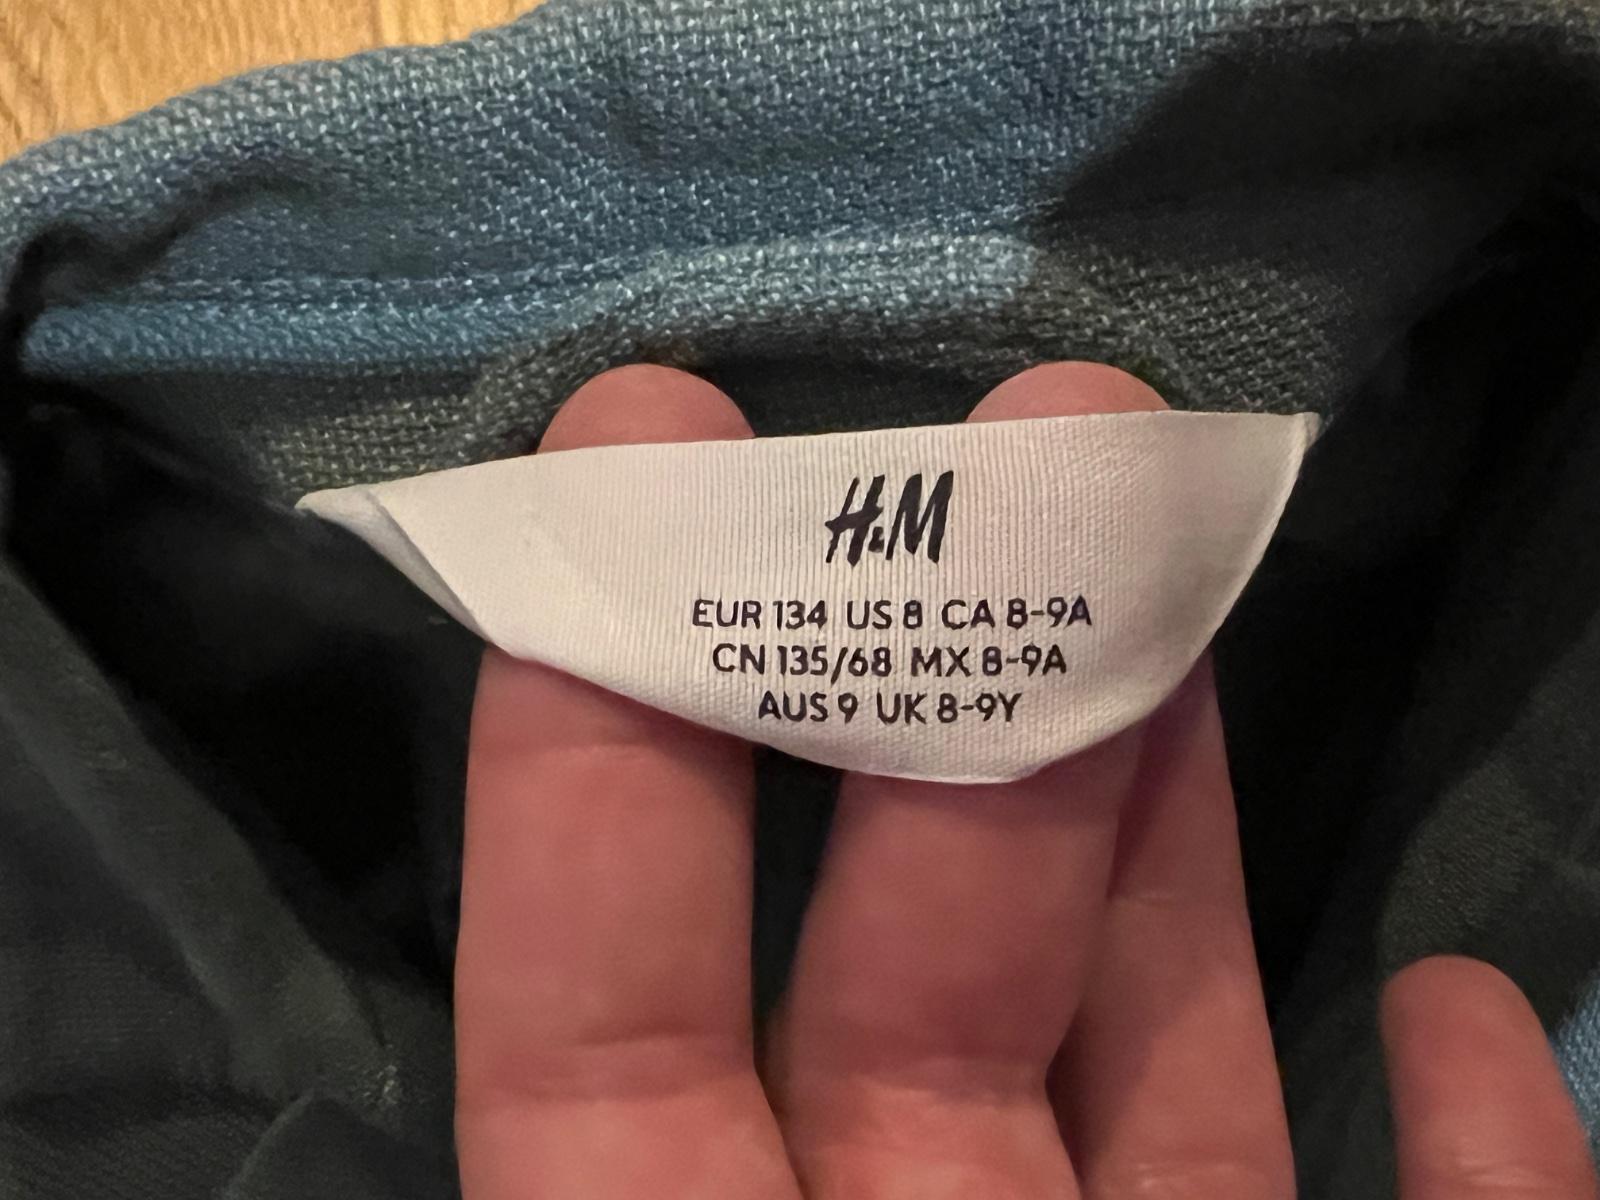 H&M
EUR 134 US 8 CA 8-9A
CN 135/68 MX 8-9A
AUS 9 UK 8-9Y